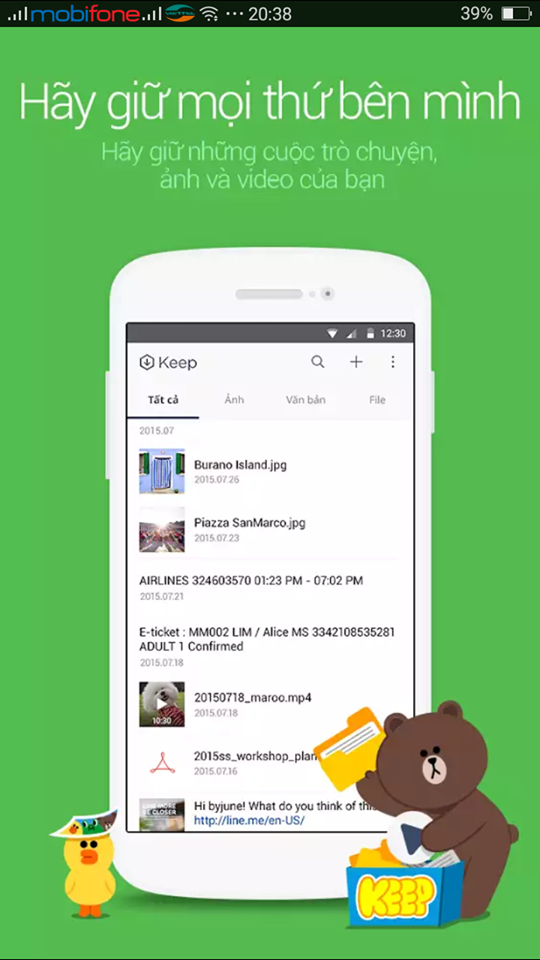 mobifone VIETTEL ... 20:38 39%
Hãy giữ mọi thứ bên mình
Hãy giữ những cuộc trò chuyện,
ảnh và video của bạn
12:30
Keep
Tất cả Ảnh Văn bản File
2015.07
Burano Island.jpg
2015.07.26
Piazza SanMarco.jpg
2015.07.23
AIRLINES 324603570 01:23 PM - 07:02 PM
2015.07.21
E-ticket : MM002 LIM / Alice MS 3342108535281
ADULT 1 Confirmed
2015.07.18
20150718_maroo.mp4
2015.07.18
10:30
2015ss_workshop_plan
2015.07.16
Hi byjune! What do you think of this
http://line.me/en-US/
KEEP